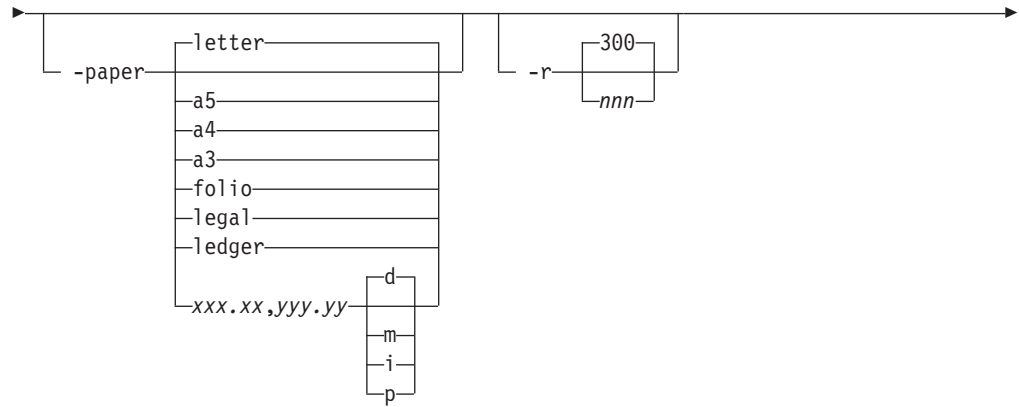 letter 300
-paper -r
a5 nnn
a4
a3
folio
legal
ledger
d
xxx.xx,yyy.yy
m
i
p